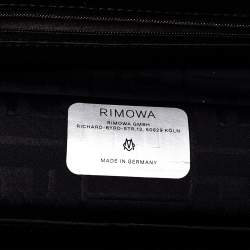 RIMOWA
RIMOWA GMBH
RICHARD-BYRD-STR.13, 50829 KÖLN
MADE IN GERMANY